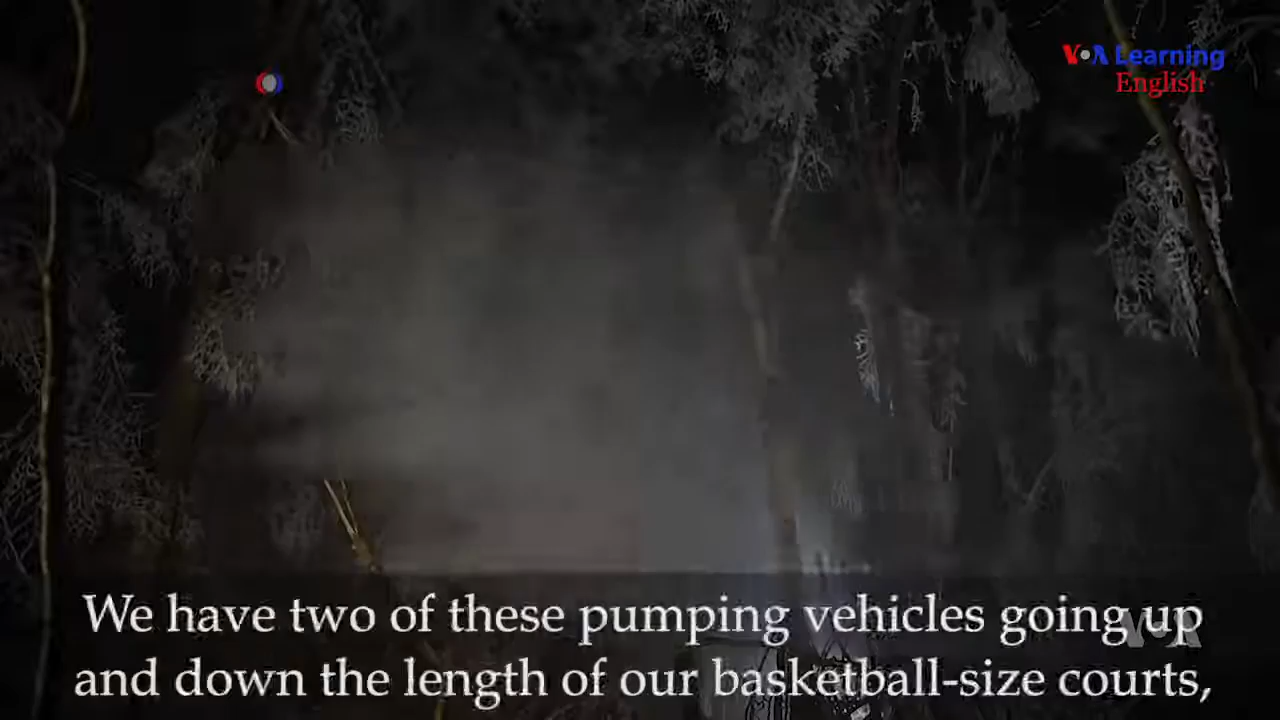 VOA Learning
English
We have two of these pumping vehicles going up
VOA
and down the length of our basketball-size courts,